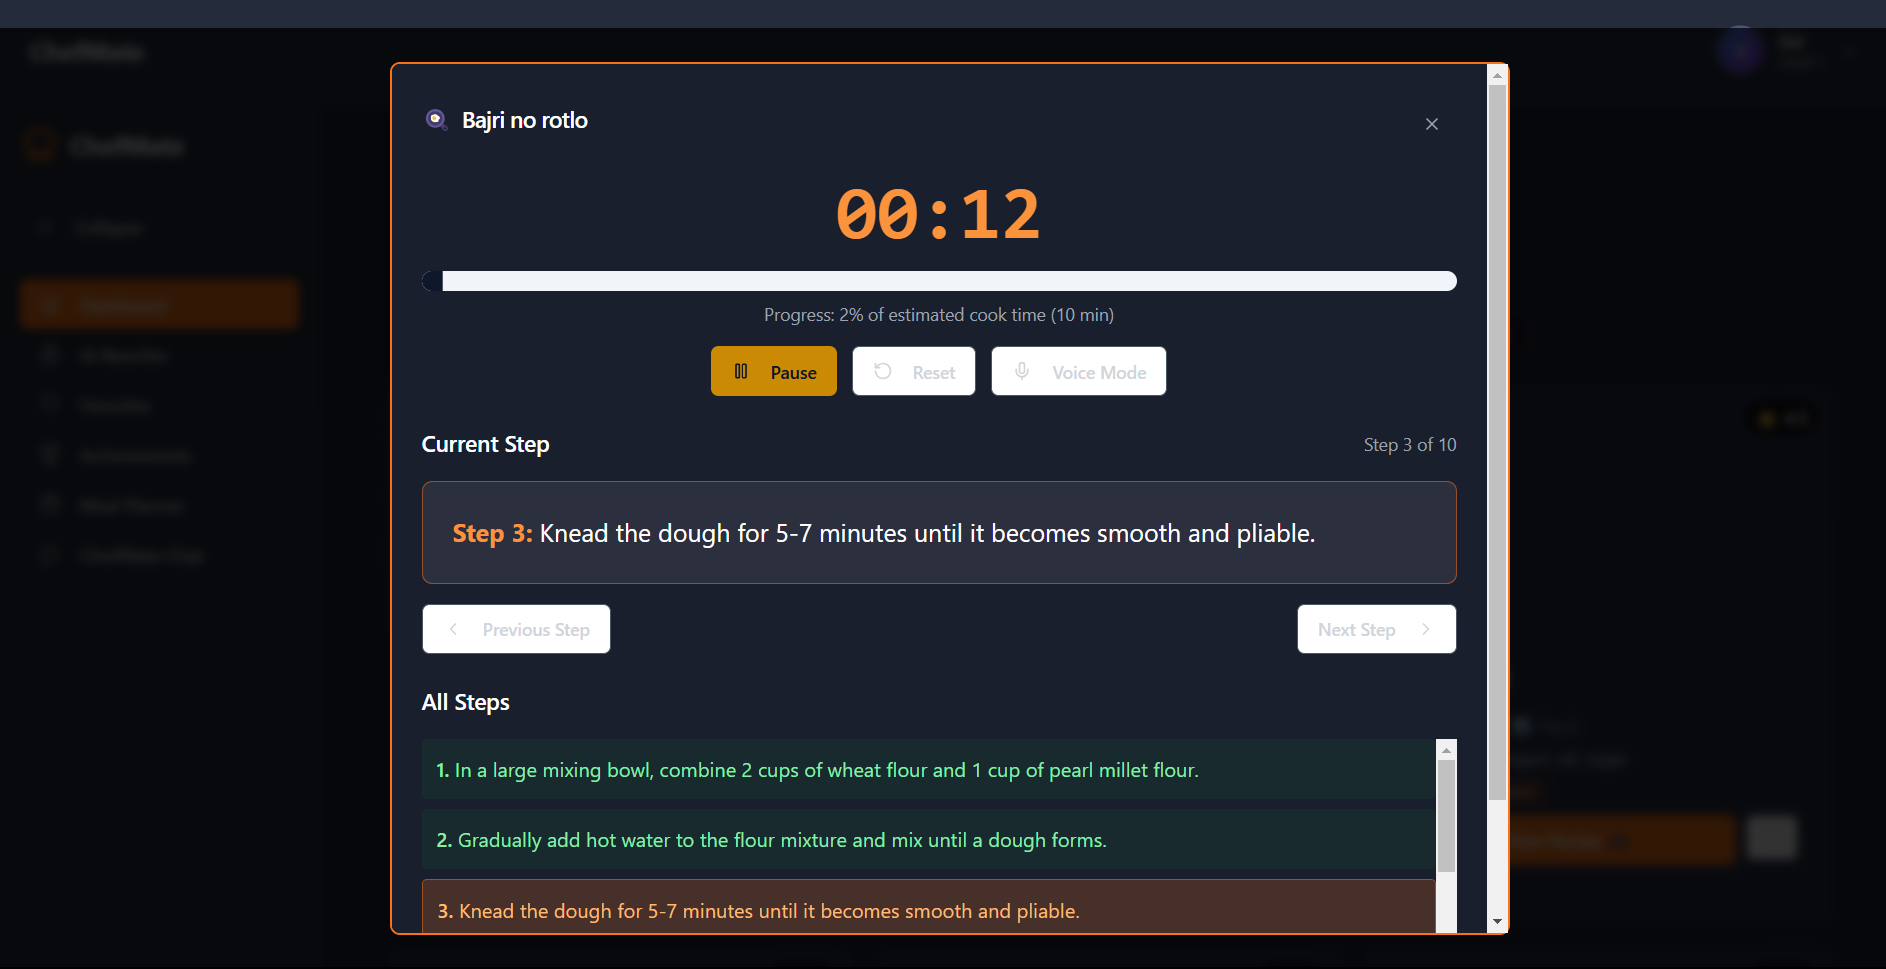 ChefMate
Bajri no rotlo
ChefMate
00:12
Collapse
Dashboard
Progress: 2% of estimated cook time (10 min)
Pause
Reset
Voice Mode
Current Step
Step 3 of 10
Step 3: Knead the dough for 5-7 minutes until it becomes smooth and pliable.
Previous Step
Next Step
All Steps
1. In a large mixing bowl, combine 2 cups of wheat flour and 1 cup of pearl millet flour.
2. Gradually add hot water to the flour mixture and mix until a dough forms.
3. Knead the dough for 5-7 minutes until it becomes smooth and pliable.